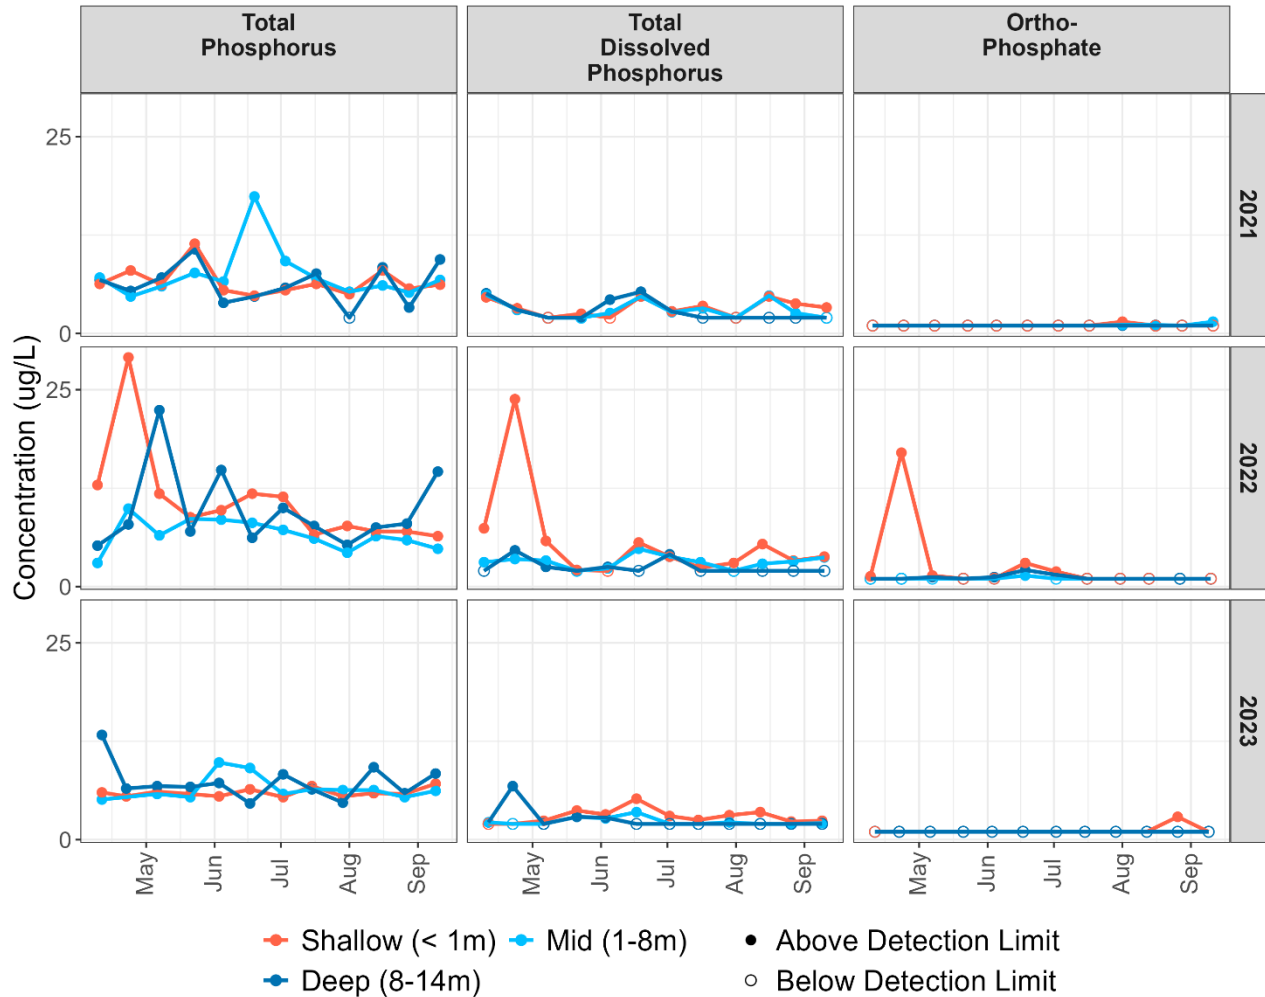 Total
Phosphorus
Total
Dissolved
Phosphorus
Ortho-
Phosphate
Concentration (ug/L)
25
0
2021
25
0
2022
25
0
2023
May
Jun
Jul
Aug
Sep
May
Jun
Jul
Aug
Sep
May
Jun
Jul
Aug
Sep
Shallow (< 1m)
Mid (1-8m)
Deep (8-14m)
Above Detection Limit
Below Detection Limit